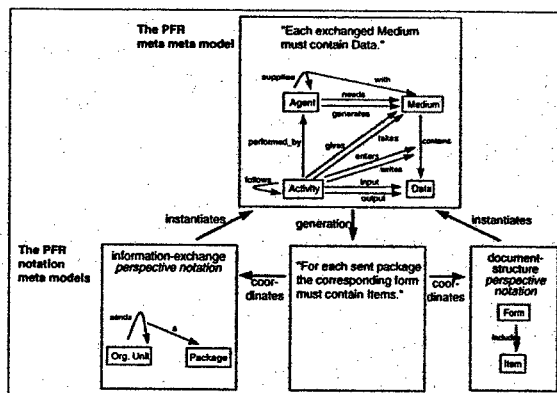 The PFR
meta meta model
"Each exchanged Medium
must contain Data."
supplies
with
Agent
needs
Medium
generates
performed_by
gives
takes
contains
enters
writes
follows
Activity
input
Data
output
instantiates
generation
instantiates
The PFR
notation
meta models
information-exchange
perspective notation
sends
a
Org. Unit
Package
coor-
dinates
"For each sent package
the corresponding form
must contain Items."
coor-
dinates
document-
structure
perspective
notation
Form
includes
Item